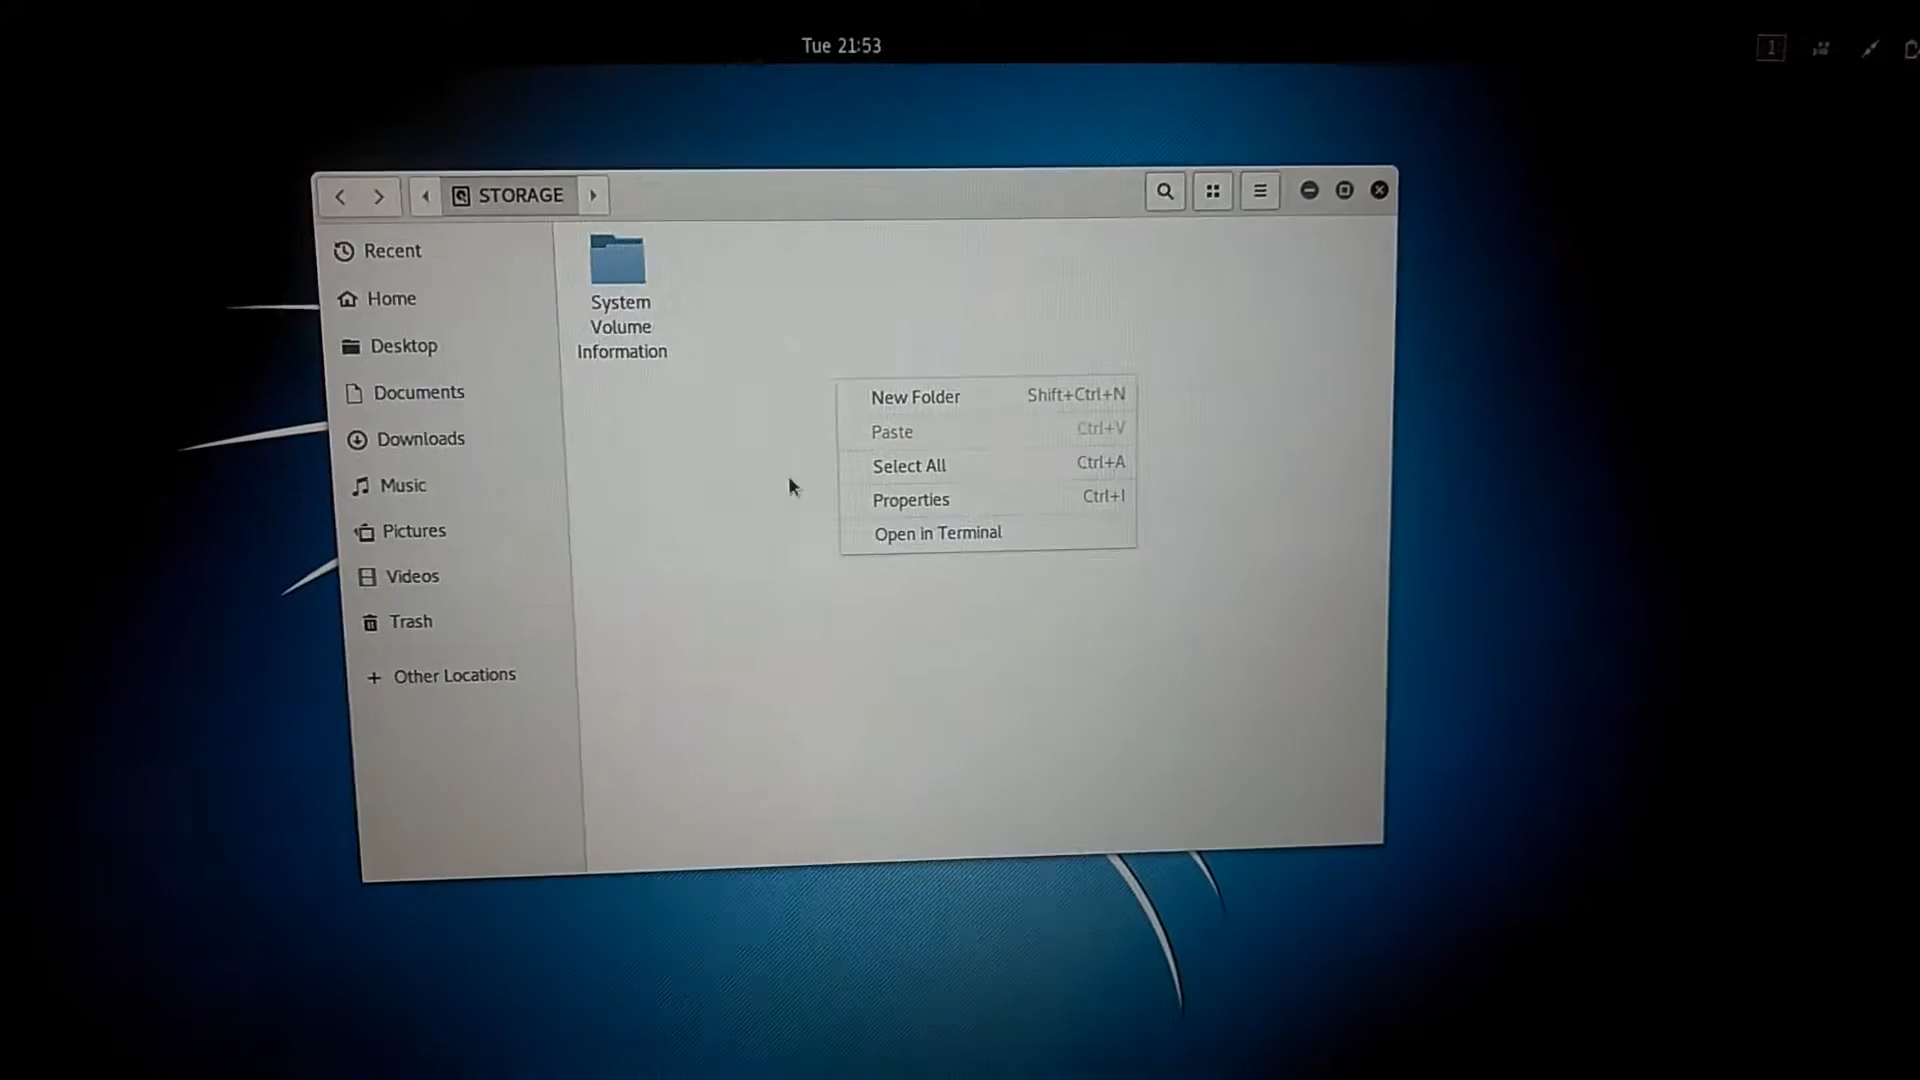 Tue 21:53
1
STORAGE
Recent
Home
Desktop
Documents
Downloads
Music
Pictures
Videos
Trash
Other Locations
System
Volume
Information
New Folder Shift+Ctrl+N
Paste Ctrl+V
Select All Ctrl+A
Properties Ctrl+I
Open in Terminal